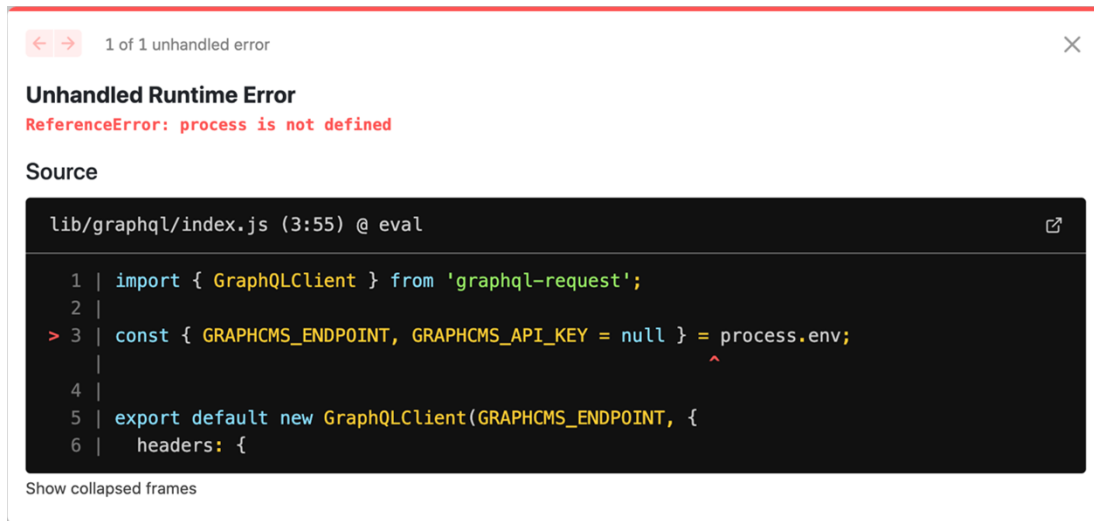 1 of 1 unhandled error
Unhandled Runtime Error
ReferenceError: process is not defined
Source
lib/graphql/index.js (3:55) @ eval
1 | import { GraphQLClient } from 'graphql-request';
2 |
> 3 | const { GRAPHCMS_ENDPOINT, GRAPHCMS_API_KEY = null } = process.env;
| ^
4 |
5 | export default new GraphQLClient(GRAPHCMS_ENDPOINT, {
6 | headers: {
Show collapsed frames